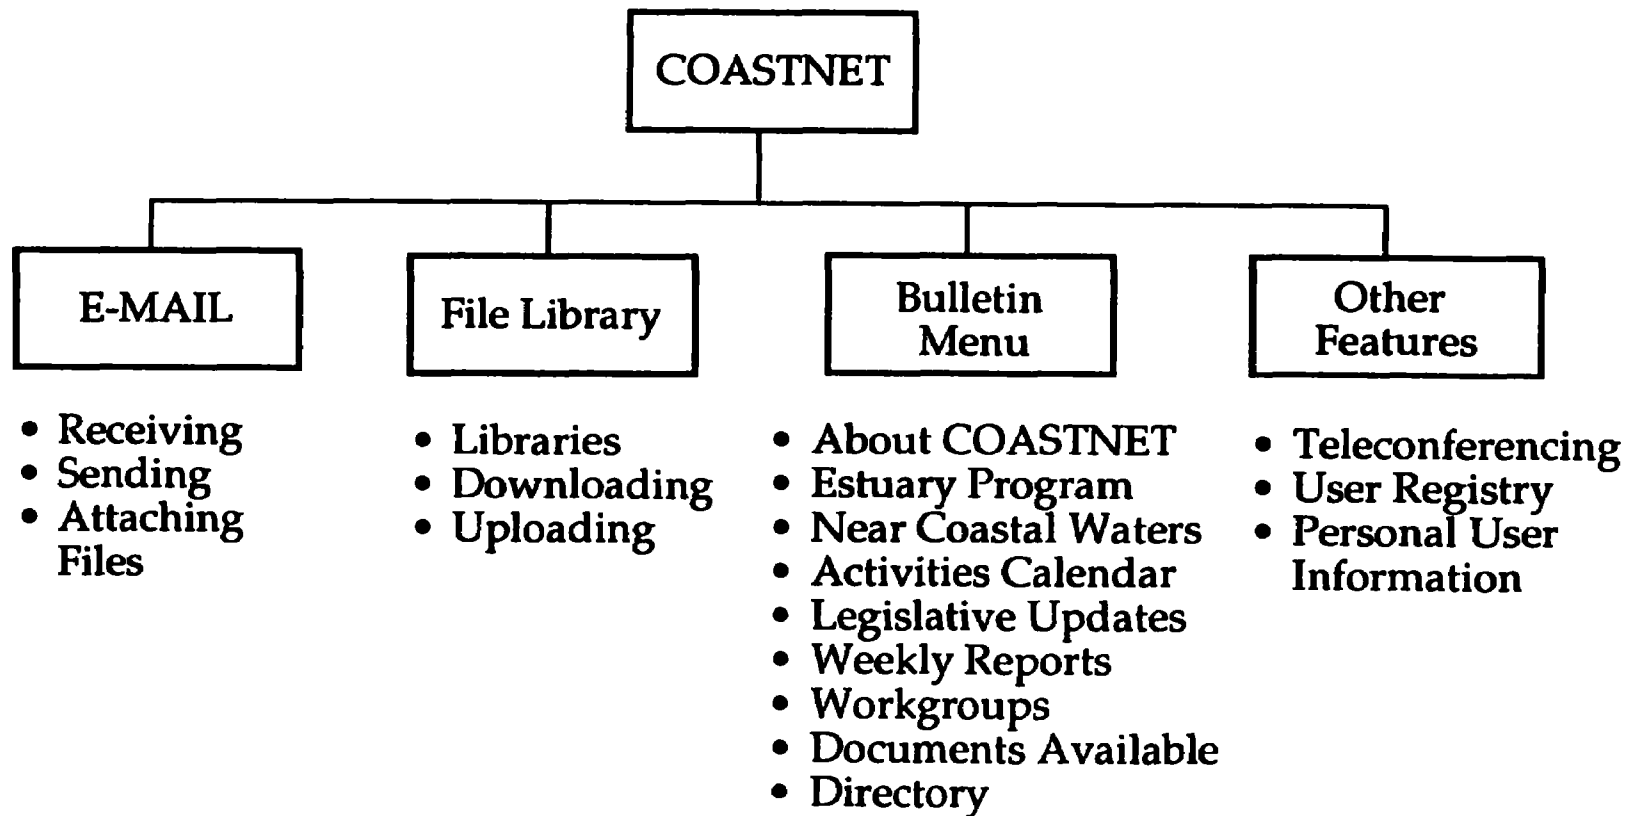 COASTNET
E-MAIL
• Receiving
• Sending
• Attaching
Files
File Library
• Libraries
• Downloading
• Uploading
Bulletin
Menu
• About COASTNET
• Estuary Program
• Near Coastal Waters
• Activities Calendar
• Legislative Updates
• Weekly Reports
• Workgroups
• Documents Available
• Directory
Other
Features
• Teleconferencing
• User Registry
• Personal User
Information